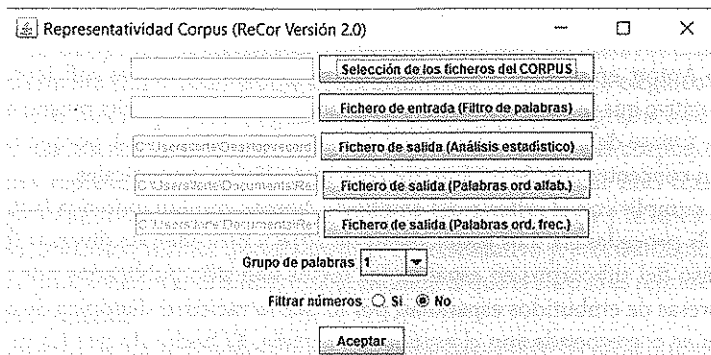 Representatividad Corpus (ReCor Versión 2.0)
Selección de los ficheros del CORPUS
Fichero de entrada (Filtro de palabras)
Fichero de salida (Análisis estadístico)
Fichero de salida (Palabras ord alfab.)
Fichero de salida (Palabras ord. frec.)
Grupo de palabras 1
Filtrar números Si No
Aceptar